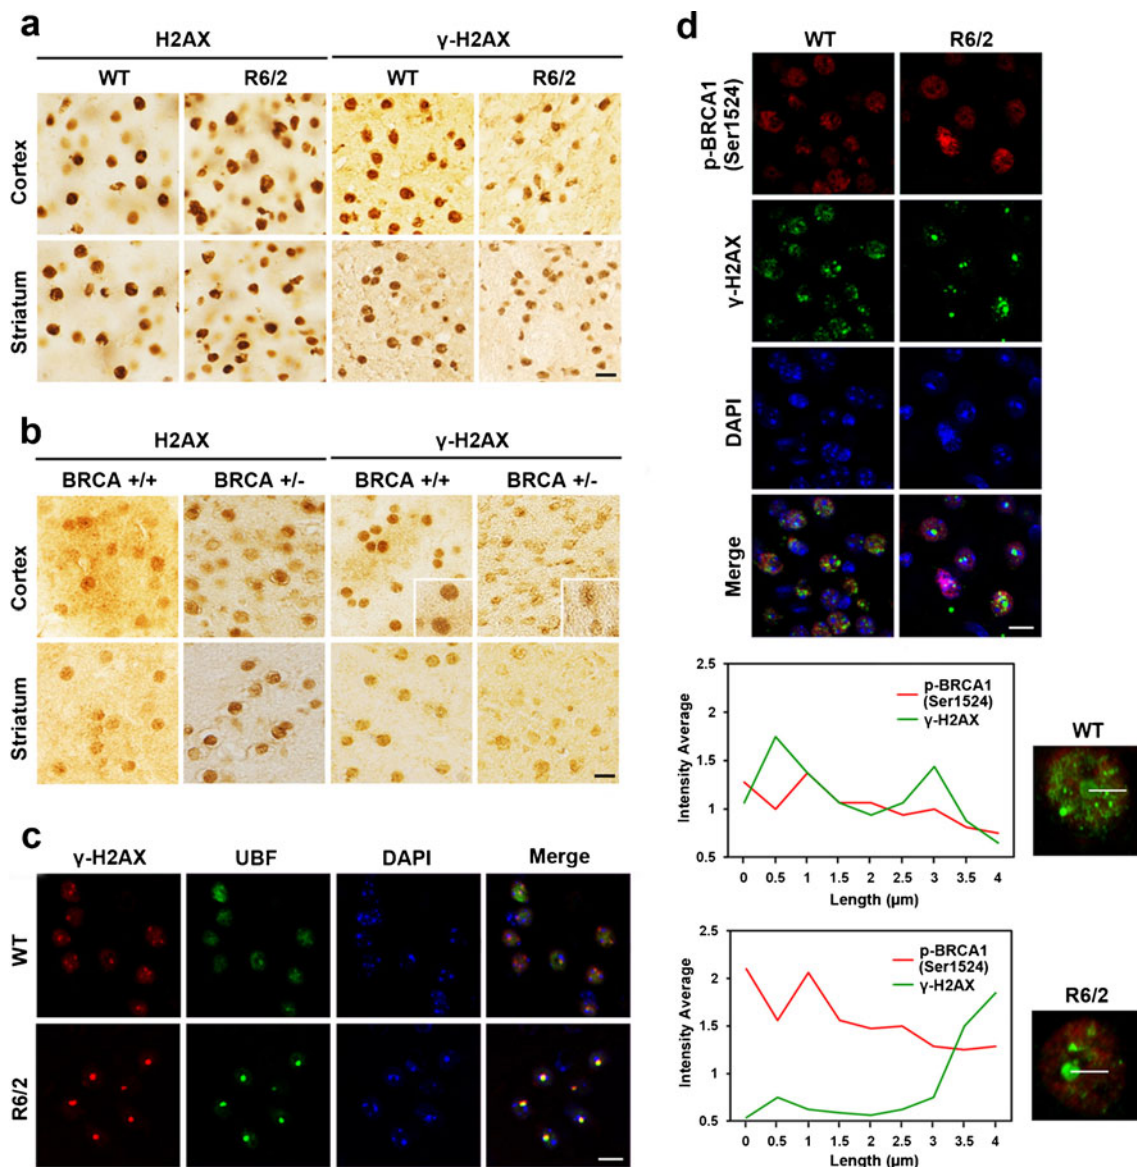 a
H2AX γ-H2AX
WT R6/2 WT R6/2
Cortex
Striatum
b
H2AX γ-H2AX
BRCA +/+ BRCA +/- BRCA +/+ BRCA +/-
Cortex
Striatum
c
γ-H2AX UBF DAPI Merge
WT
R6/2
d
WT R6/2
p-BRCA1
(Ser1524)
γ-H2AX
DAPI
Merge
2.5
2
1.5
1
0.5
Intensity Average
p-BRCA1
(Ser1524)
γ-H2AX
0 0.5 1 1.5 2 2.5 3 3.5 4
Length (µm)
WT
2.5
2
1.5
1
0.5
Intensity Average
p-BRCA1
(Ser1524)
γ-H2AX
0 0.5 1 1.5 2 2.5 3 3.5 4
Length (µm)
R6/2